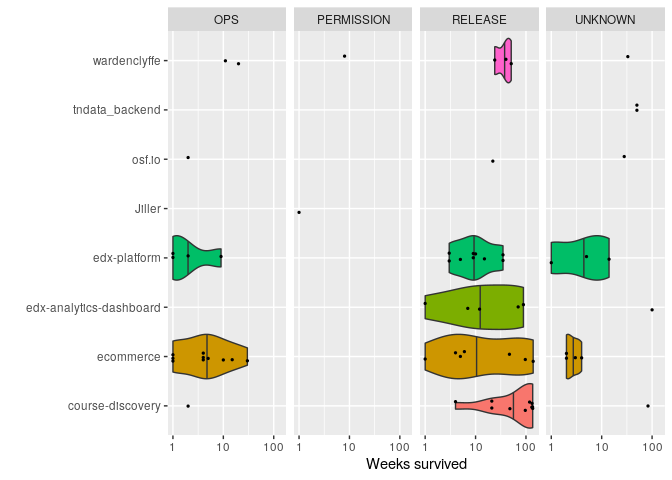 OPS PERMISSION RELEASE UNKNOWN
wardenclyffe
tndata_backend
osf.io
Jiller
edx-platform
edx-analytics-dashboard
ecommerce
course-discovery
1 10 100 1 10 100 1 10 100 1 10 100
Weeks survived